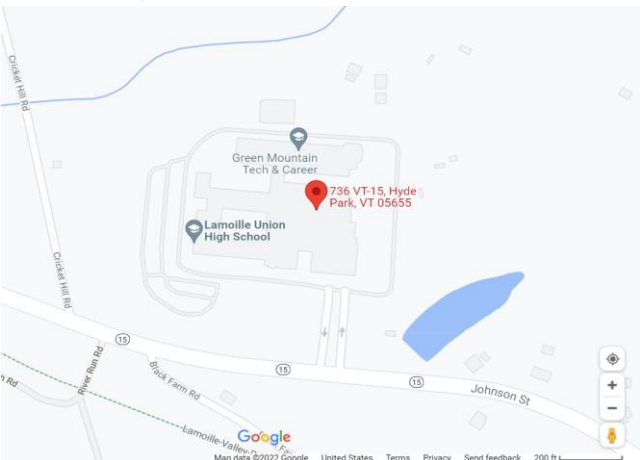 Cricket Hill Rd
Green Mountain
Tech & Career
736 VT-15, Hyde
Park, VT 05655
Lamoille Union
High School
Cricket Hill Rd
15
River Run Rd
15
15
Black Farm Rd
Johnson St
n Rd
Lamoille-Valley
Google
Map data ©2022 Google United States Terms Privacy Send feedback 200 ft